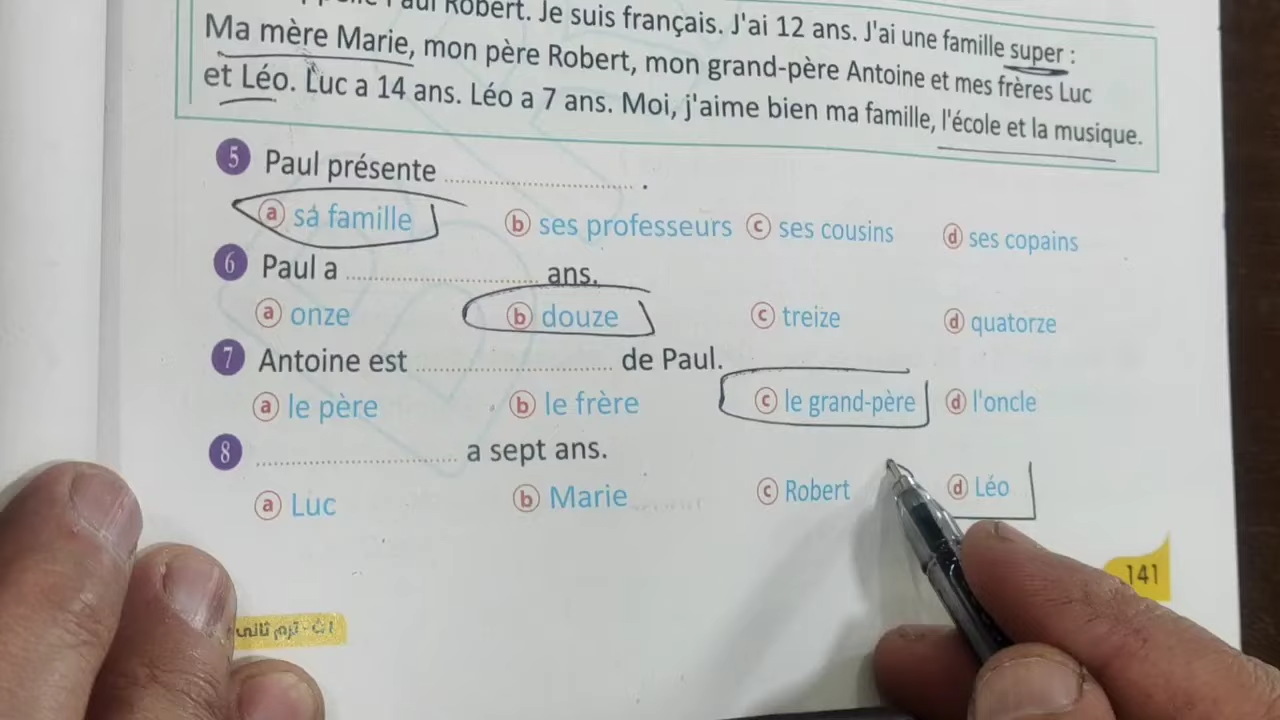 Paul Robert. Je suis français. J'ai 12 ans. J'ai une famille super :
Ma mère Marie, mon père Robert, mon grand-père Antoine et mes frères Luc
et Léo. Luc a 14 ans. Léo a 7 ans. Moi, j'aime bien ma famille, l'école et la musique.
5 Paul présente .............................. .
a sa famille b ses professeurs c ses cousins d ses copains
6 Paul a .............................. ans.
a onze b douze c treize d quatorze
7 Antoine est .............................. de Paul.
a le père b le frère c le grand-père d l'oncle
8 .............................. a sept ans.
a Luc b Marie c Robert d Léo
141
١ ث - ترم ثانى